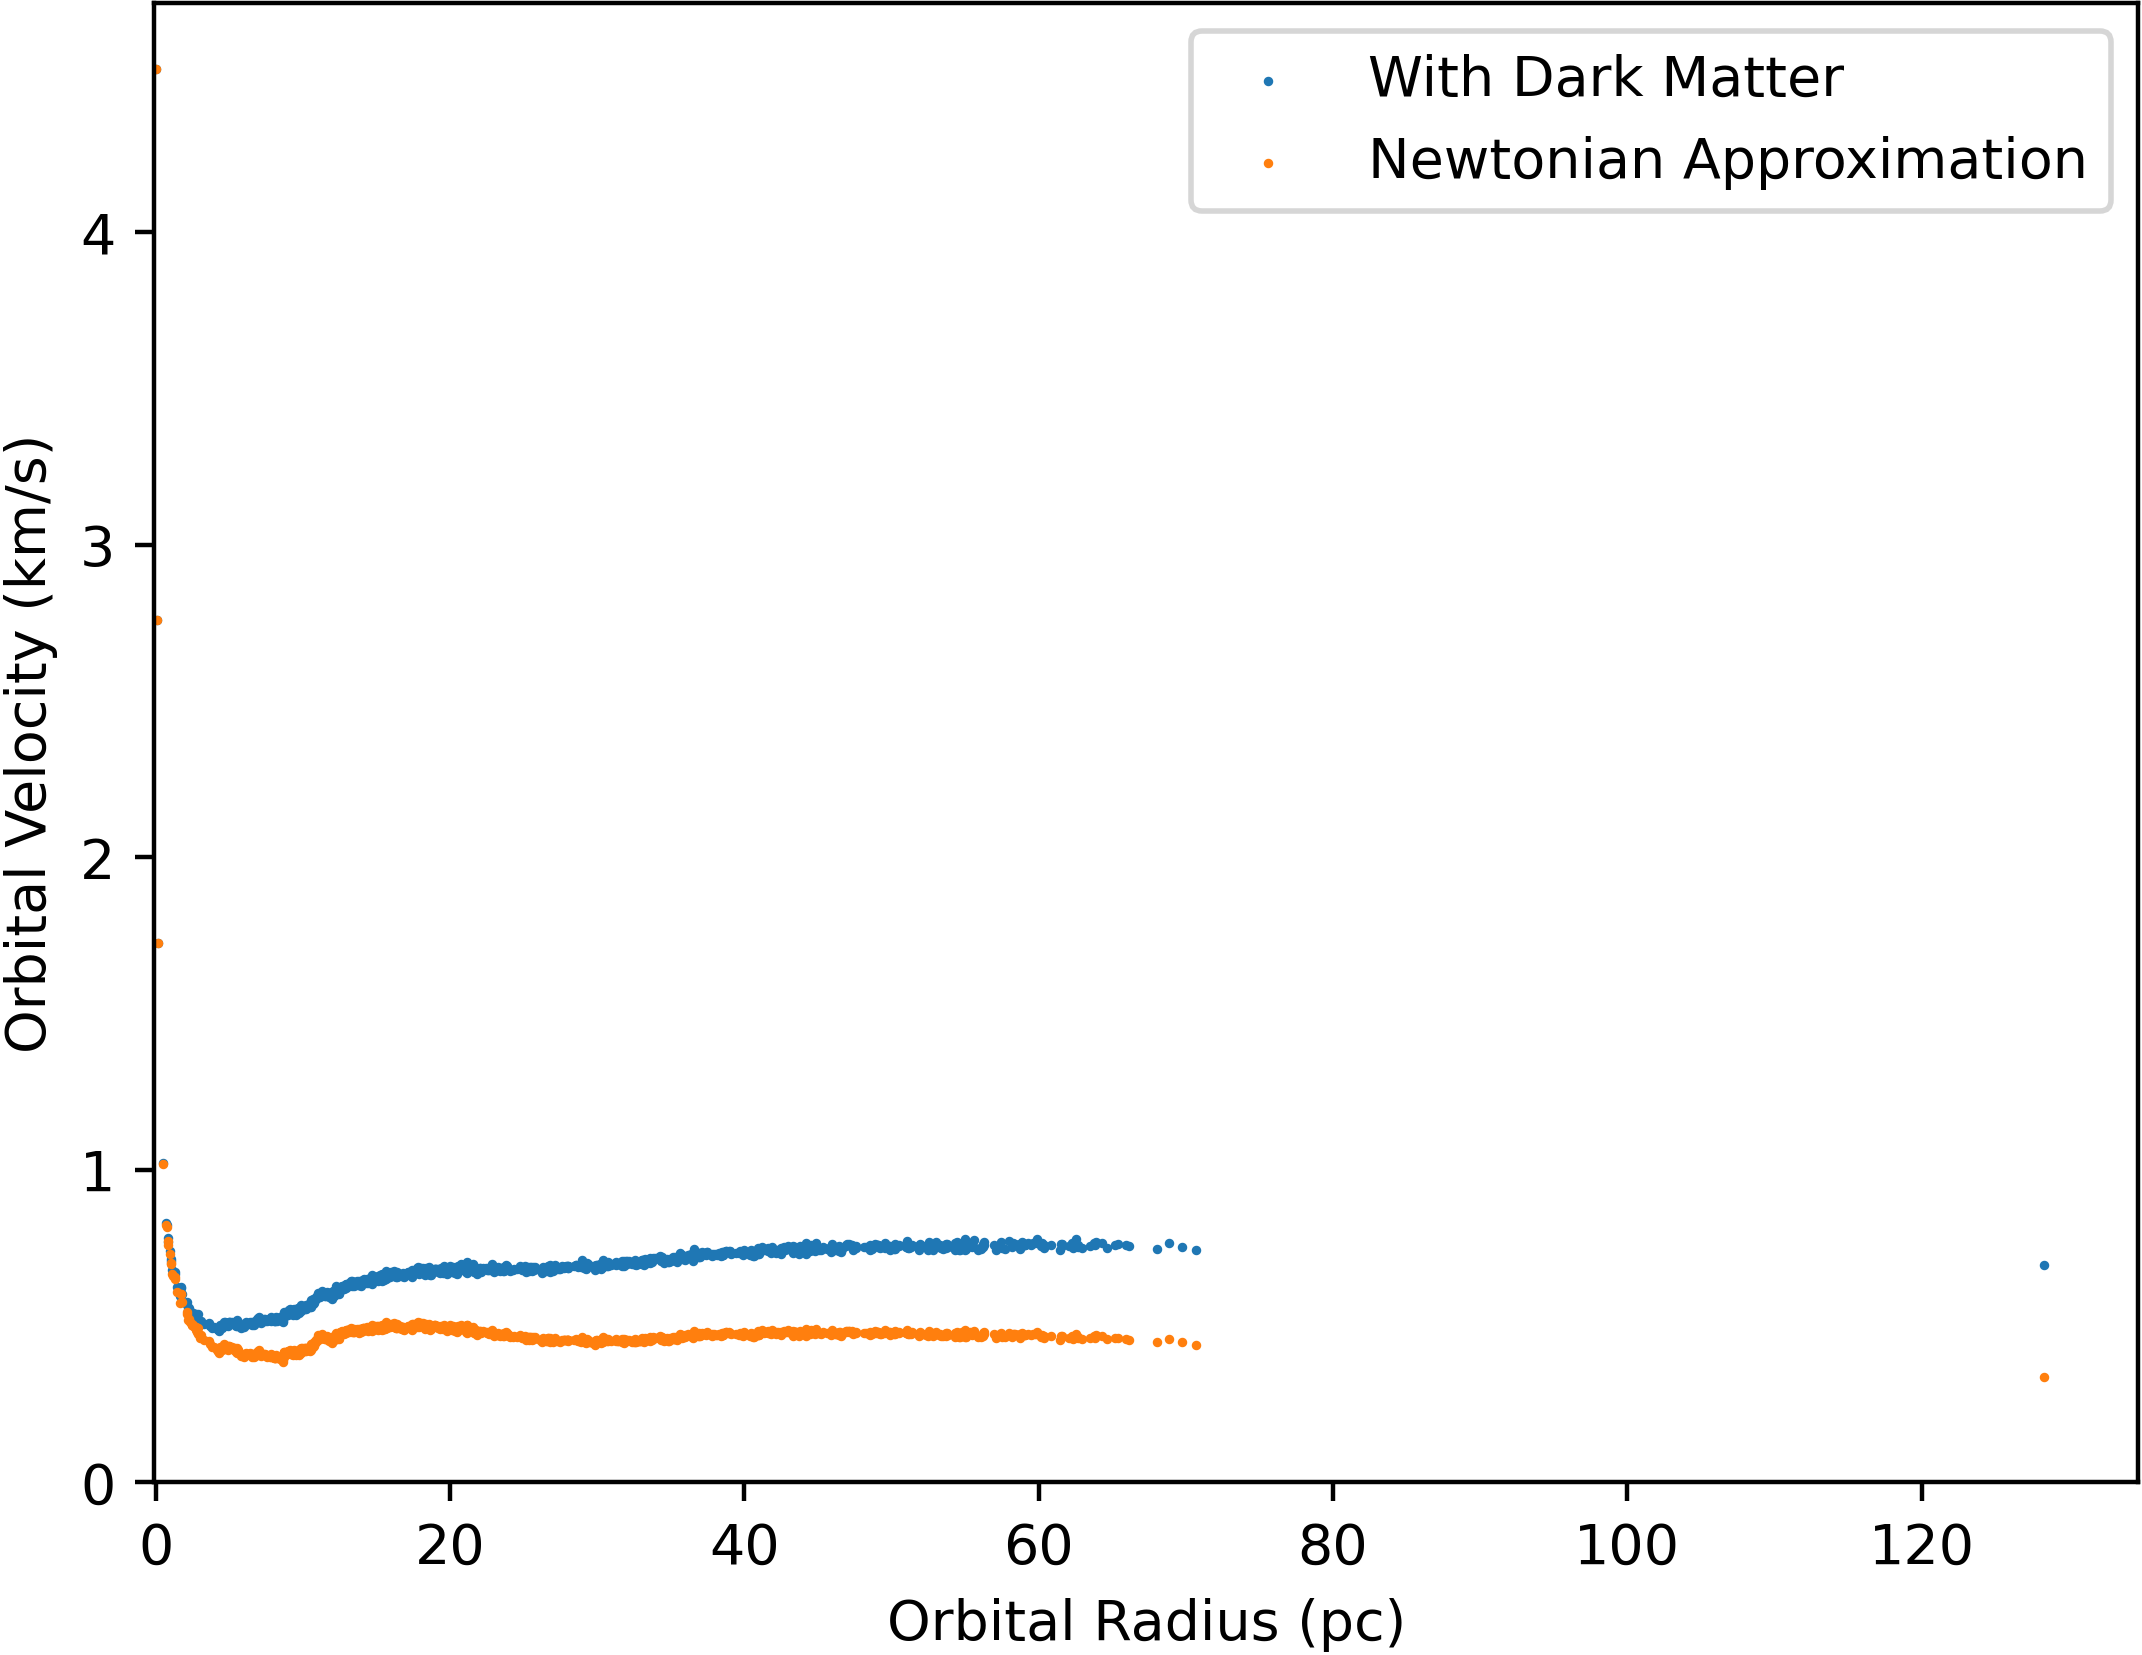 With Dark Matter
Newtonian Approximation
4
3
2
1
0
Orbital Velocity (km/s)
0 20 40 60 80 100 120
Orbital Radius (pc)